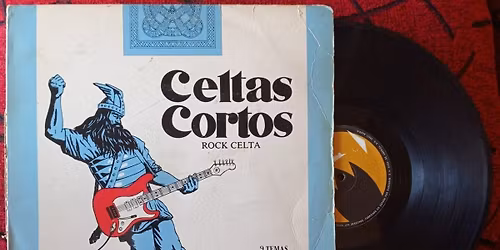 Celtas
Cortos
ROCK CELTA
9 TEMAS